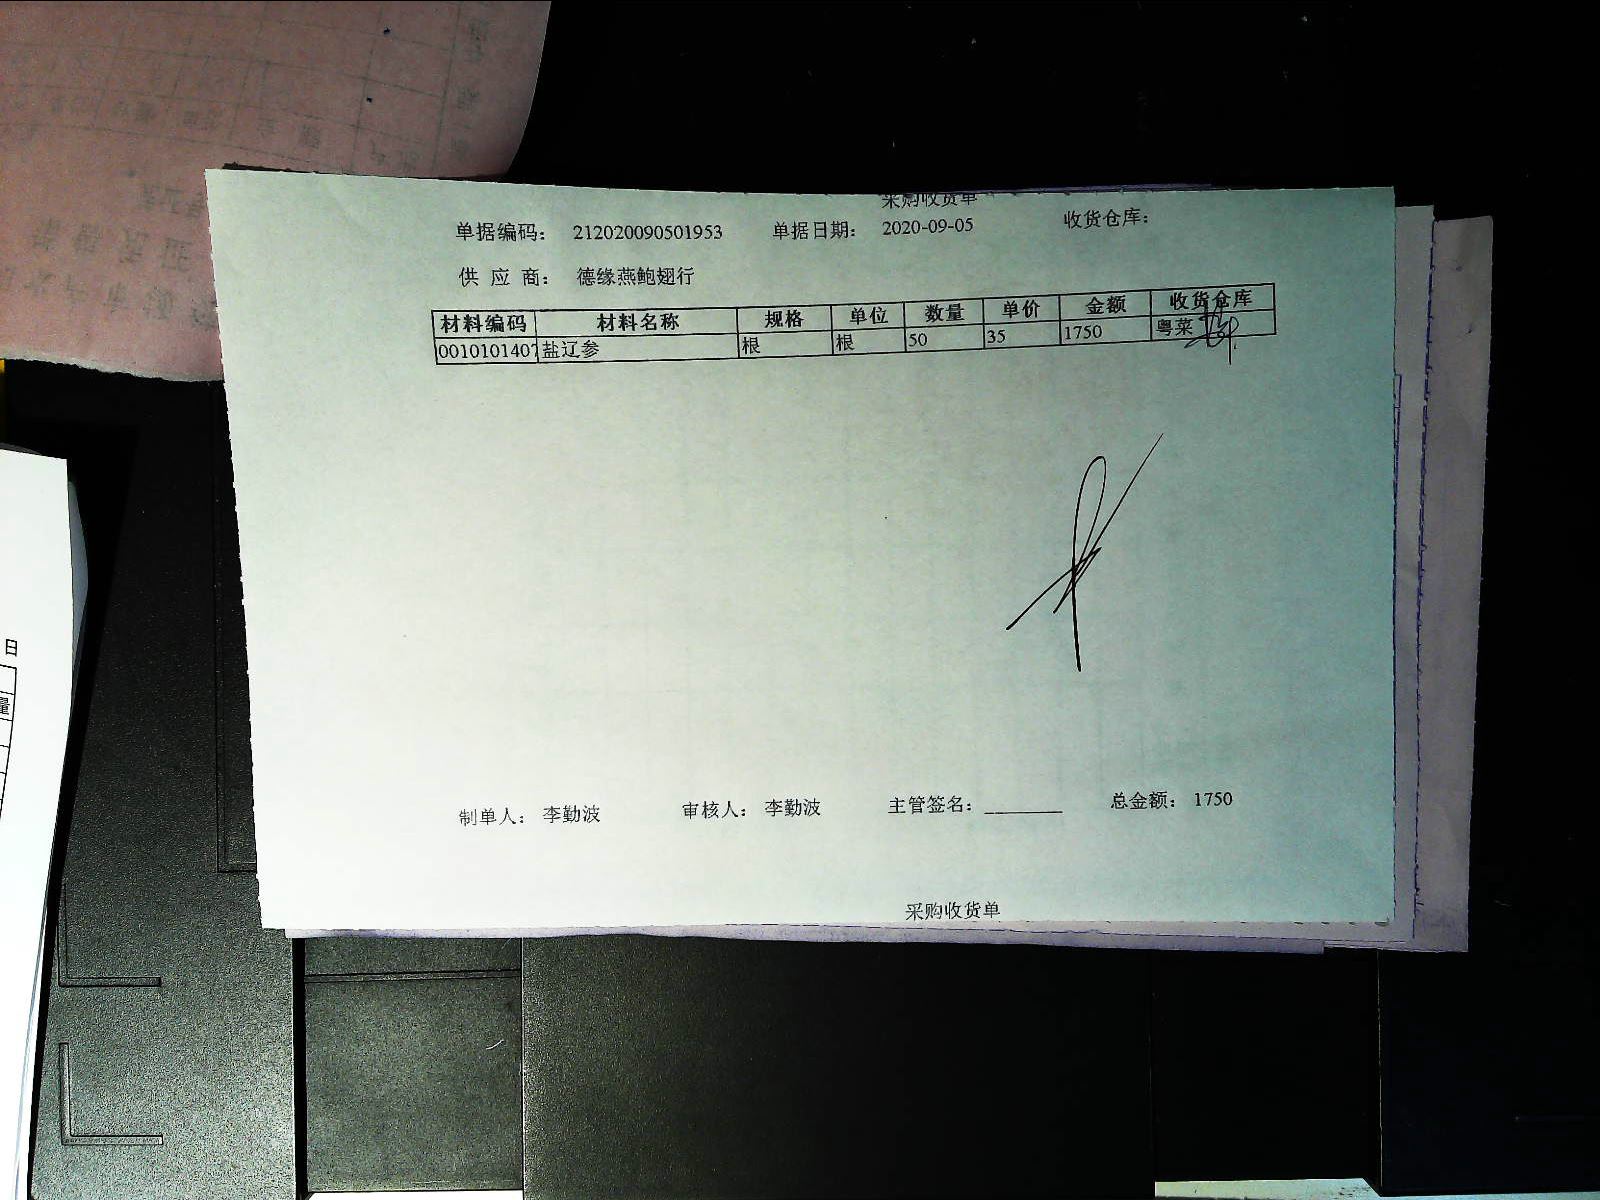 采购收货单
单据编码： 212020090501953 单据日期： 2020-09-05 收货仓库：
供 应 商： 德缘燕鲍翅行
材料编码 材料名称 规格 单位 数量 单价 金额 收货仓库
0010101407 盐辽参 根 根 50 35 1750 粤菜
制单人： 李勤波 审核人： 李勤波 主管签名：________ 总金额： 1750
采购收货单
日
量